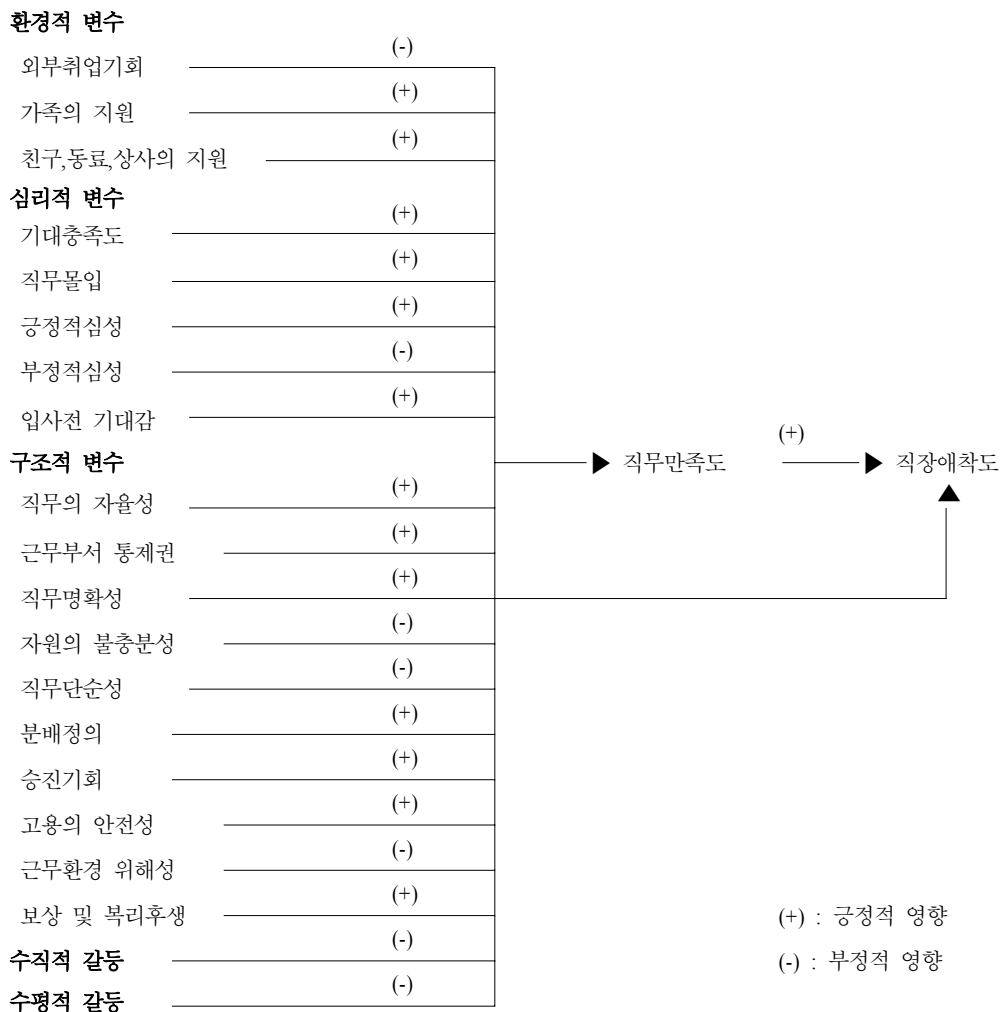 환경적 변수
외부취업기회 (-)
가족의 지원 (+)
친구,동료,상사의 지원 (+)
심리적 변수
기대충족도 (+)
직무몰입 (+)
긍정적심성 (+)
부정적심성 (-)
입사전 기대감 (+)
구조적 변수
직무만족도 (+) 직장애착도
직무의 자율성 (+)
근무부서 통제권 (+)
직무명확성 (+)
자원의 불충분성 (-)
직무단순성 (-)
분배정의 (+)
승진기회 (+)
고용의 안전성 (+)
근무환경 위해성 (-)
보상 및 복리후생 (+)
수직적 갈등 (-)
수평적 갈등 (-)
(+) : 긍정적 영향
(-) : 부정적 영향